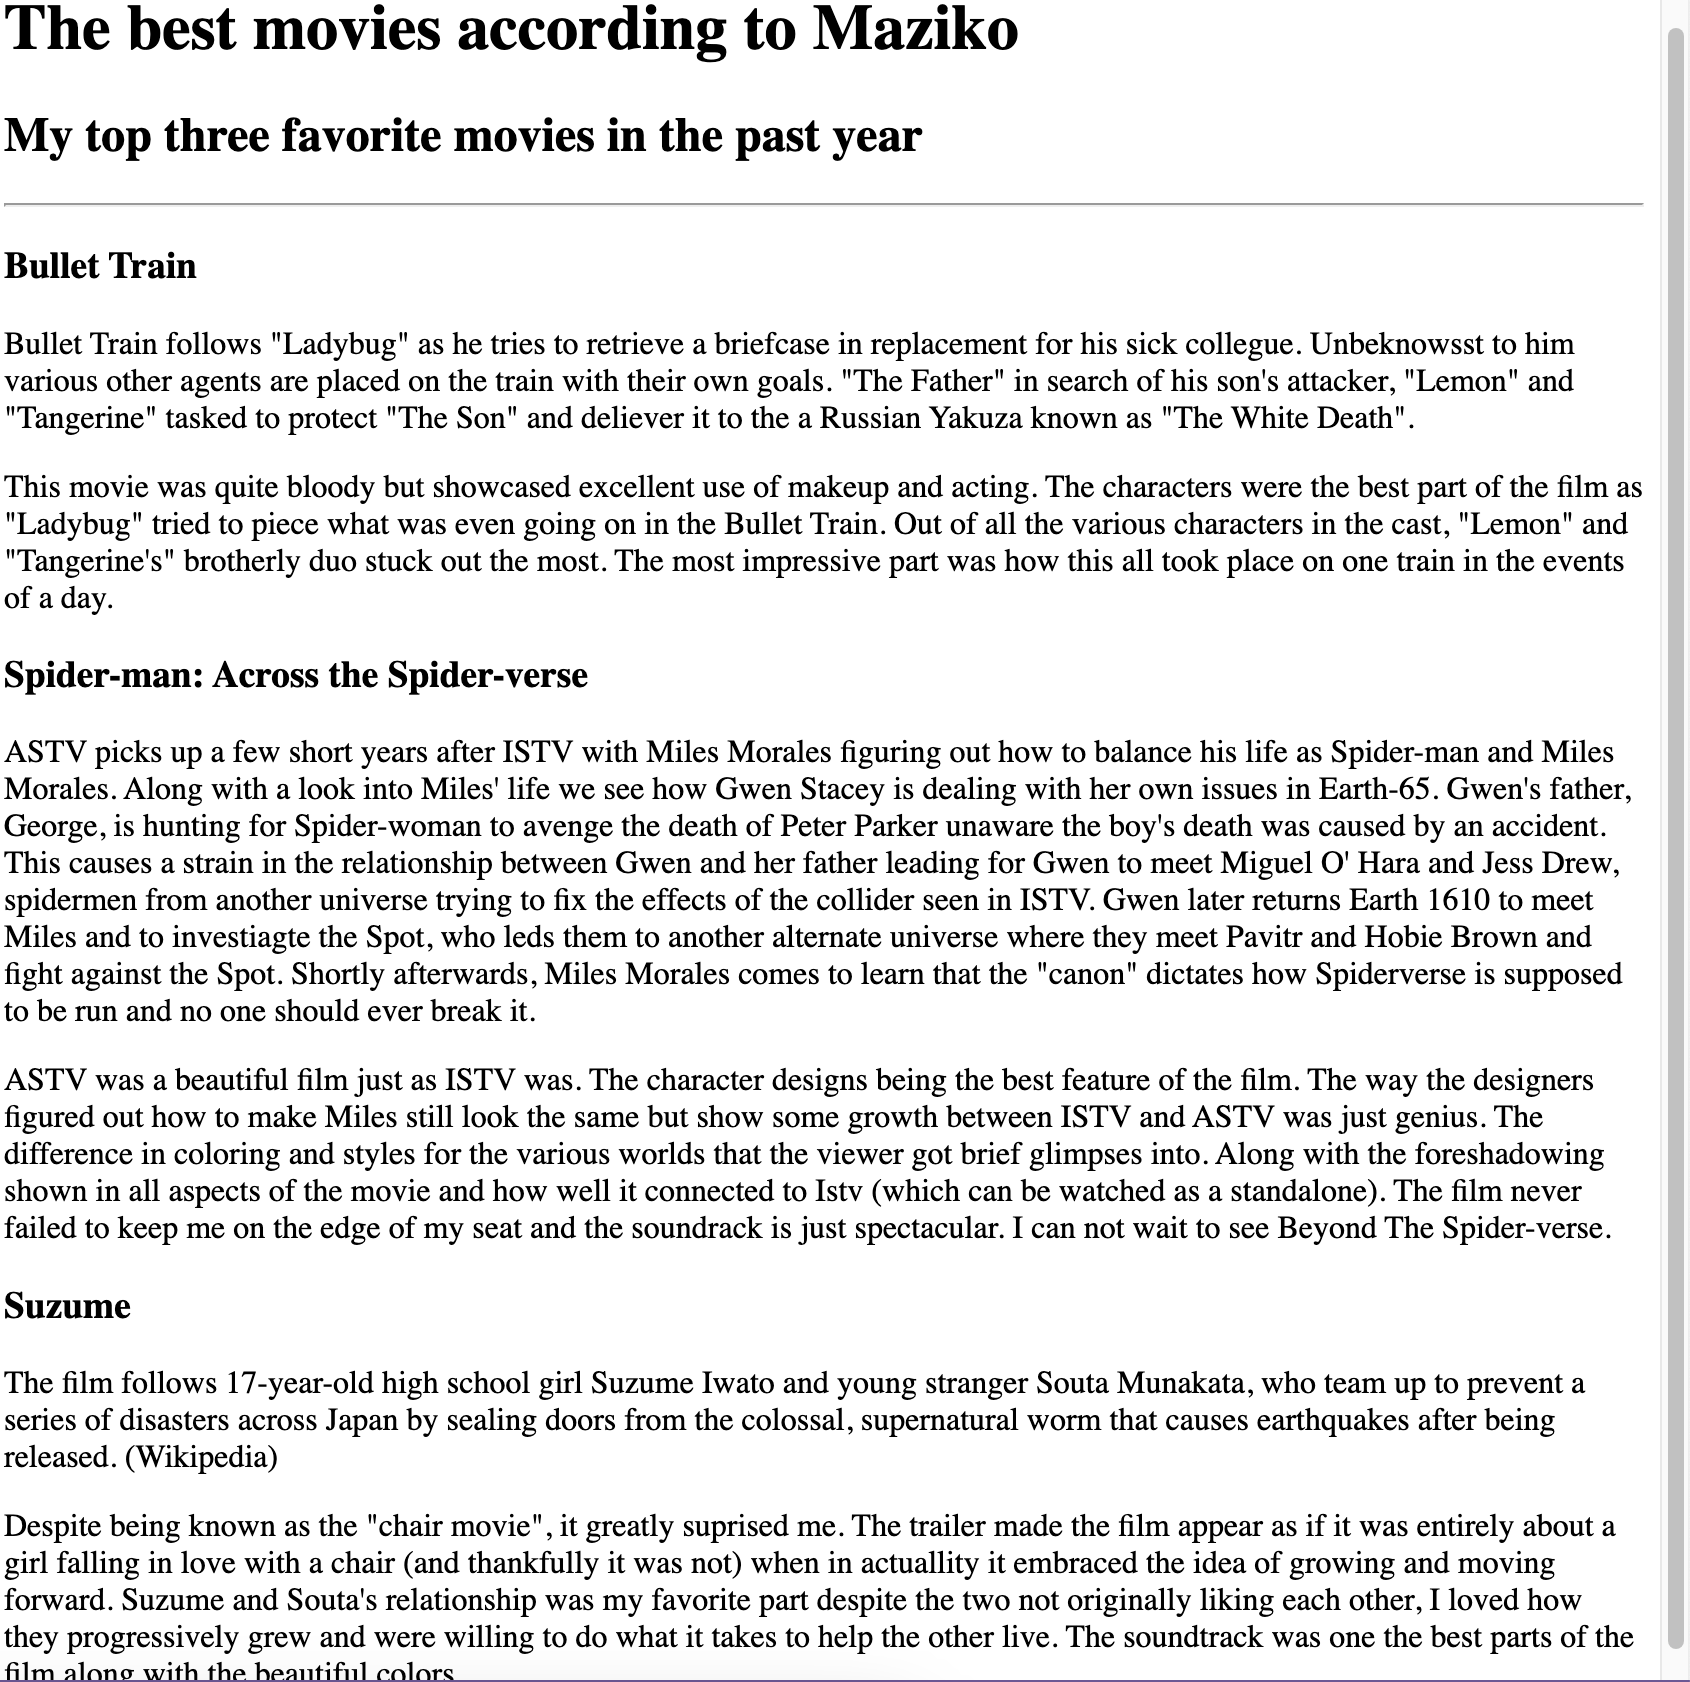 The best movies according to Maziko
My top three favorite movies in the past year
Bullet Train
Bullet Train follows "Ladybug" as he tries to retrieve a briefcase in replacement for his sick collegue. Unbeknowsst to him
various other agents are placed on the train with their own goals. "The Father" in search of his son's attacker, "Lemon" and
"Tangerine" tasked to protect "The Son" and deliever it to the a Russian Yakuza known as "The White Death".
This movie was quite bloody but showcased excellent use of makeup and acting. The characters were the best part of the film as
"Ladybug" tried to piece what was even going on in the Bullet Train. Out of all the various characters in the cast, "Lemon" and
"Tangerine's" brotherly duo stuck out the most. The most impressive part was how this all took place on one train in the events
of a day.
Spider-man: Across the Spider-verse
ASTV picks up a few short years after ISTV with Miles Morales figuring out how to balance his life as Spider-man and Miles
Morales. Along with a look into Miles' life we see how Gwen Stacey is dealing with her own issues in Earth-65. Gwen's father,
George, is hunting for Spider-woman to avenge the death of Peter Parker unaware the boy's death was caused by an accident.
This causes a strain in the relationship between Gwen and her father leading for Gwen to meet Miguel O' Hara and Jess Drew,
spidermen from another universe trying to fix the effects of the collider seen in ISTV. Gwen later returns Earth 1610 to meet
Miles and to investiagte the Spot, who leds them to another alternate universe where they meet Pavitr and Hobie Brown and
fight against the Spot. Shortly afterwards, Miles Morales comes to learn that the "canon" dictates how Spiderverse is supposed
to be run and no one should ever break it.
ASTV was a beautiful film just as ISTV was. The character designs being the best feature of the film. The way the designers
figured out how to make Miles still look the same but show some growth between ISTV and ASTV was just genius. The
difference in coloring and styles for the various worlds that the viewer got brief glimpses into. Along with the foreshadowing
shown in all aspects of the movie and how well it connected to Istv (which can be watched as a standalone). The film never
failed to keep me on the edge of my seat and the soundrack is just spectacular. I can not wait to see Beyond The Spider-verse.
Suzume
The film follows 17-year-old high school girl Suzume Iwato and young stranger Souta Munakata, who team up to prevent a
series of disasters across Japan by sealing doors from the colossal, supernatural worm that causes earthquakes after being
released. (Wikipedia)
Despite being known as the "chair movie", it greatly suprised me. The trailer made the film appear as if it was entirely about a
girl falling in love with a chair (and thankfully it was not) when in actuallity it embraced the idea of growing and moving
forward. Suzume and Souta's relationship was my favorite part despite the two not originally liking each other, I loved how
they progressively grew and were willing to do what it takes to help the other live. The soundtrack was one the best parts of the
film along with the beautiful colors.